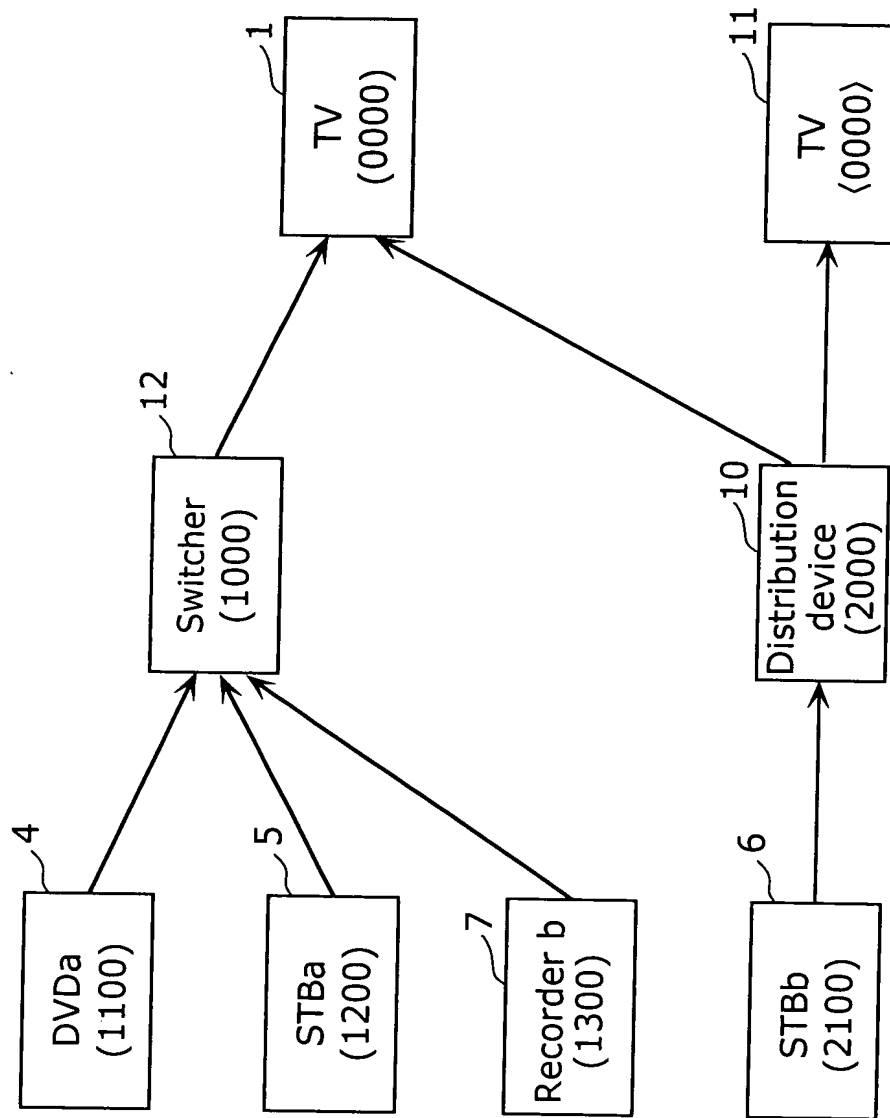 4
DVDa
(1100)
5
STBa
(1200)
7
Recorder b
(1300)
6
STBb
(2100)
12
Switcher
(1000)
10
Distribution
device
(2000)
1
TV
(0000)
11
TV
⟨0000⟩